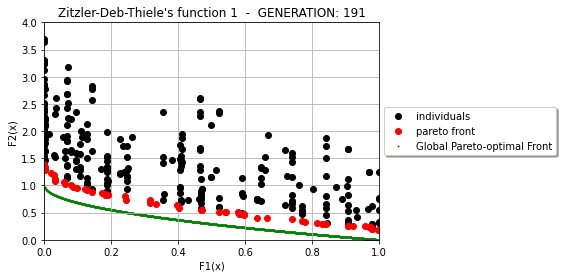 Zitzler-Deb-Thiele's function 1 - GENERATION: 191
4.0
3.5
3.0
2.5
2.0
1.5
1.0
0.5
0.0
F2(x)
0.0 0.2 0.4 0.6 0.8 1.0
F1(x)
individuals
pareto front
Global Pareto-optimal Front